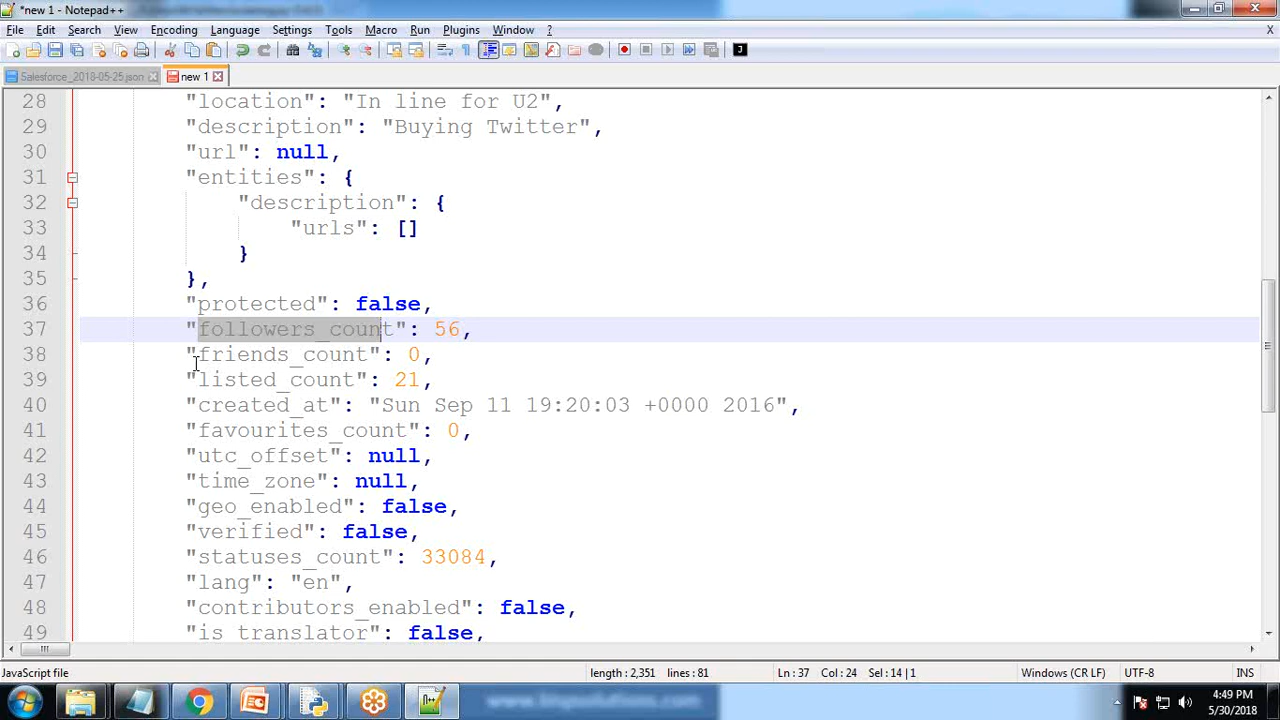 *new 1 - Notepad++
File Edit Search View Encoding Language Settings Tools Macro Run Plugins Window ? X
Salesforce_2018-05-25.json new 1
28 "location": "In line for U2",
29 "description": "Buying Twitter",
30 "url": null,
31 "entities": {
32 "description": {
33 "urls": []
34 }
35 },
36 "protected": false,
37 "followers_count": 56,
38 "friends_count": 0,
39 "listed_count": 21,
40 "created_at": "Sun Sep 11 19:20:03 +0000 2016",
41 "favourites_count": 0,
42 "utc_offset": null,
43 "time_zone": null,
44 "geo_enabled": false,
45 "verified": false,
46 "statuses_count": 33084,
47 "lang": "en",
48 "contributors_enabled": false,
49 "is_translator": false,
JavaScript file length : 2,351 lines : 81 Ln : 37 Col : 24 Sel : 14 | 1 Windows (CR LF) UTF-8 INS
4:49 PM
5/30/2018